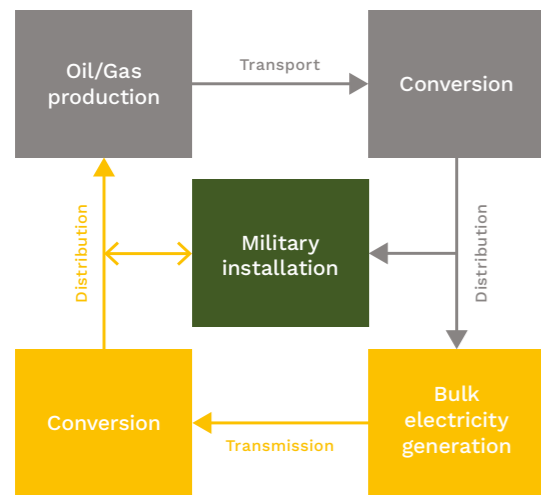 Oil/Gas
production
Transport
Conversion
Distribution
Military
installation
Distribution
Conversion
Transmission
Bulk
electricity
generation